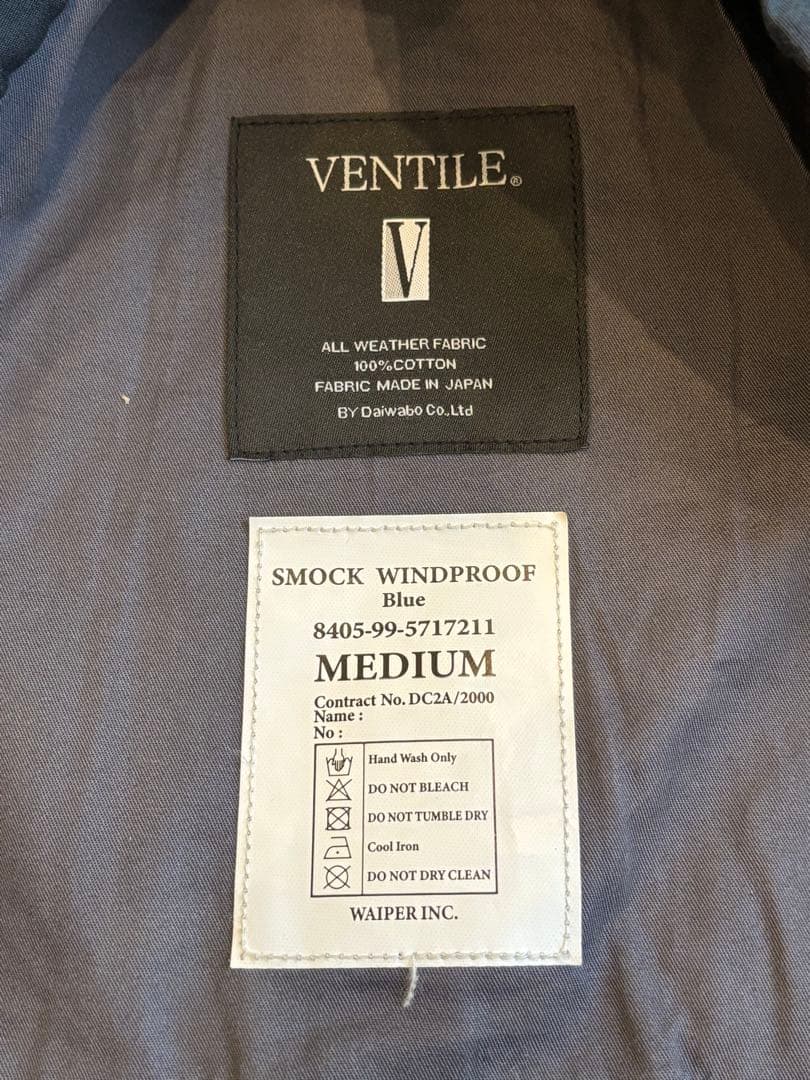 VENTILE®
V
ALL WEATHER FABRIC
100%COTTON
FABRIC MADE IN JAPAN
BY Daiwabo Co.,Ltd
SMOCK WINDPROOF
Blue
8405-99-5717211
MEDIUM
Contract No. DC2A/2000
Name :
No :
Hand Wash Only
DO NOT BLEACH
DO NOT TUMBLE DRY
Cool Iron
DO NOT DRY CLEAN
WAIPER INC.